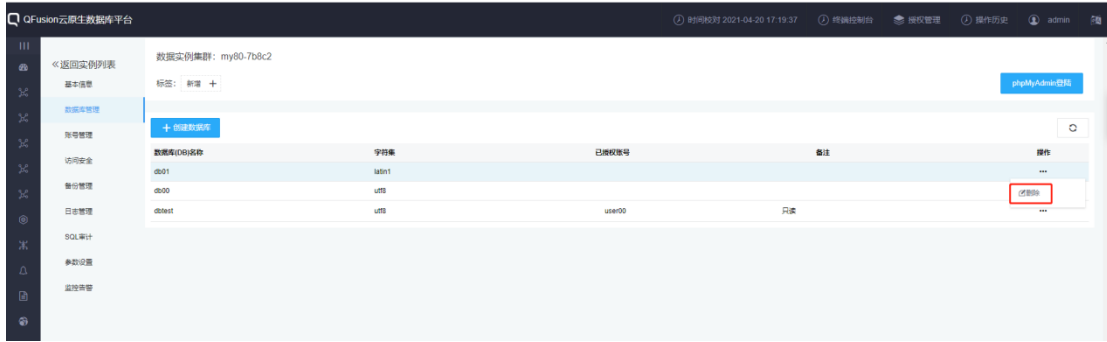 QFusion云原生数据库平台
时间校对 2021-04-20 17:19:37 终端控制台 授权管理 操作历史 admin
≪返回实例列表
基本信息
数据库管理
账号管理
访问安全
备份管理
日志管理
SQL审计
参数设置
监控告警
数据实例集群: my80-7b8c2
标签: 新增 +
phpMyAdmin登陆
+ 创建数据库
数据库(DB)名称 字符集 已授权账号 备注 操作
db01 latin1 •••
db00 utf8
删除
dbtest utf8 user00 只读 •••